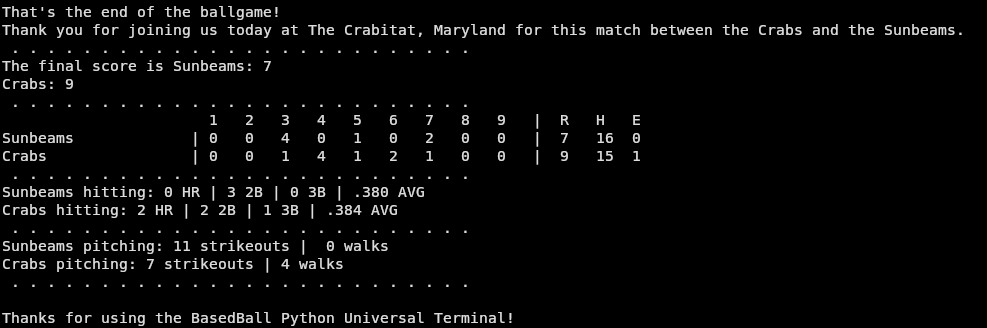 That's the end of the ballgame!
Thank you for joining us today at The Crabitat, Maryland for this match between the Crabs and the Sunbeams.
. . . . . . . . . . . . . . . . . . . . . . . . . .
The final score is Sunbeams: 7
Crabs: 9
. . . . . . . . . . . . . . . . . . . . . . . . . .
                       1   2   3   4   5   6   7   8   9   |  R   H   E
Sunbeams             | 0   0   4   0   1   0   2   0   0   |  7   16  0
Crabs                | 0   0   1   4   1   2   1   0   0   |  9   15  1
. . . . . . . . . . . . . . . . . . . . . . . . . .
Sunbeams hitting: 0 HR | 3 2B | 0 3B | .380 AVG
Crabs hitting: 2 HR | 2 2B | 1 3B | .384 AVG
. . . . . . . . . . . . . . . . . . . . . . . . . .
Sunbeams pitching: 11 strikeouts |  0 walks
Crabs pitching: 7 strikeouts | 4 walks
. . . . . . . . . . . . . . . . . . . . . . . . . .
Thanks for using the BasedBall Python Universal Terminal!